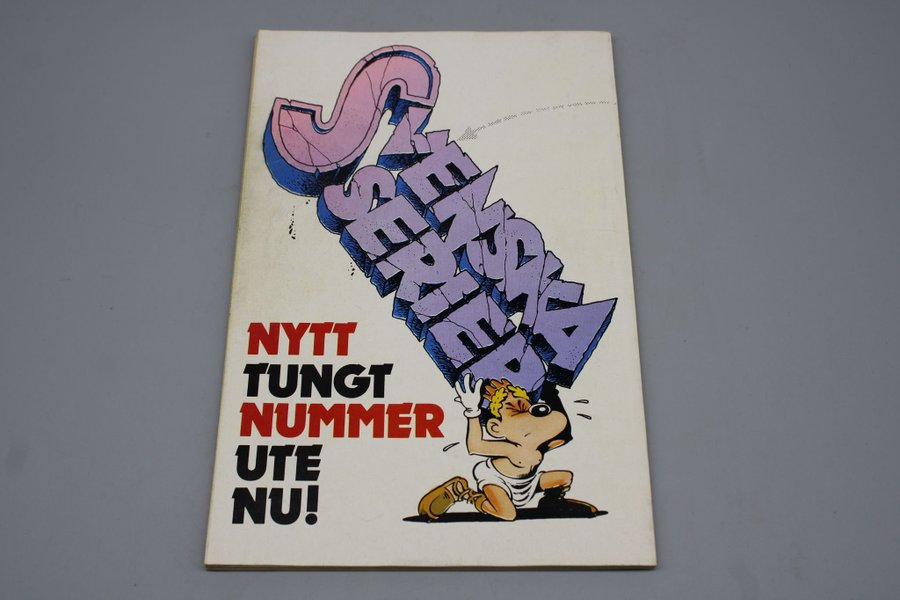 SVENSKA
SERIER
NYTT
TUNGT
NUMMER
UTE
NU!